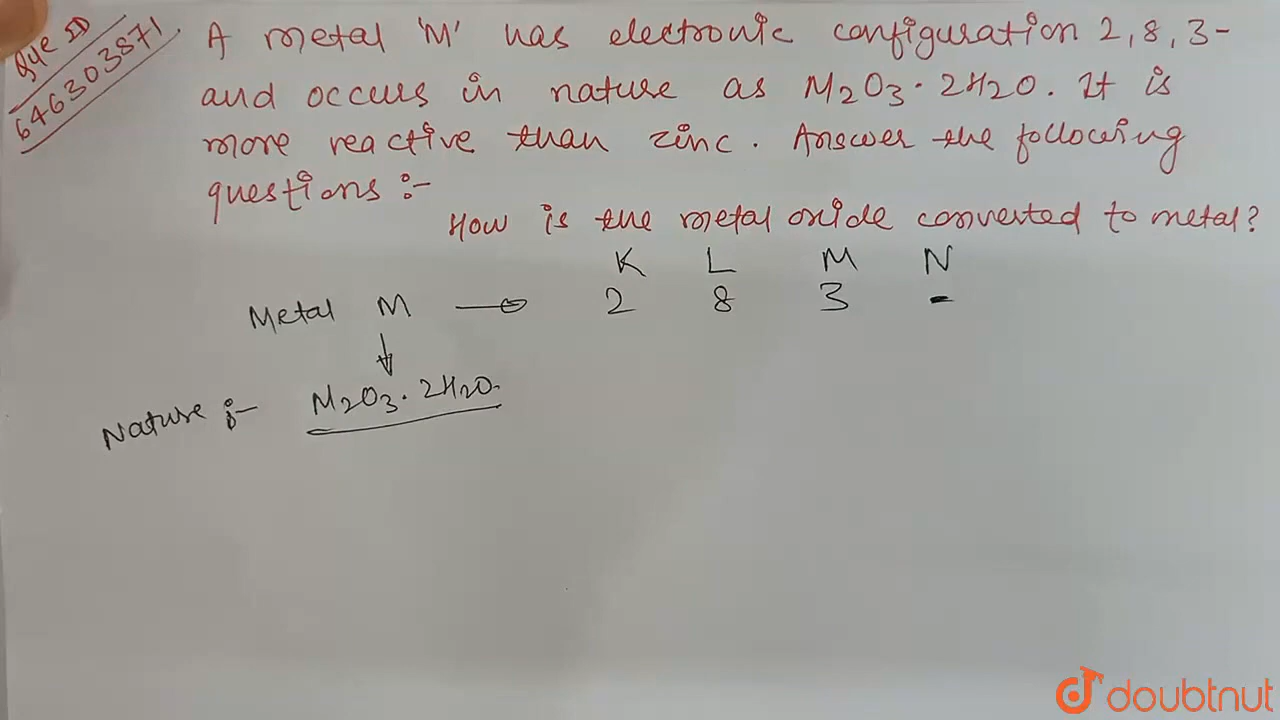 Que ID
646303871.
A metal 'M' has electronic configuration 2,8,3-
and occurs in nature as M2O3·2H2O. It is
more reactive than zinc. Answer the following
questions :-
How is the metal oxide converted to metal?
K L M N
Metal M → 2 8 3 -
Nature :- M2O3·2H2O.
doubtnut